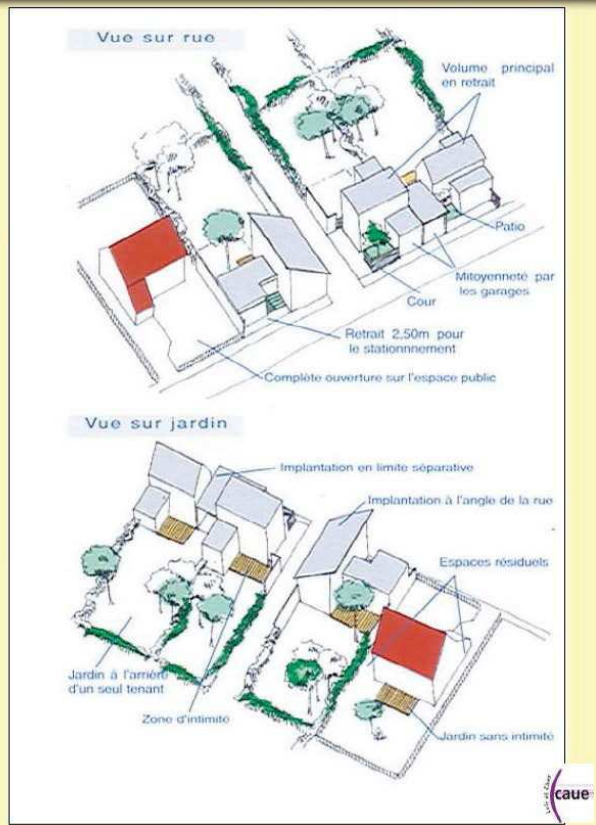 Vue sur rue
Volume principal
en retrait
Patio
Mitoyenneté par
les garages
Cour
Retrait 2,50m pour
le stationnnement
Complète ouverture sur l'espace public
Vue sur jardin
Implantation en limite séparative
Implantation à l'angle de la rue
Espaces résiduels
Jardin à l'arrière
d'un seul tenant
Zone d'intimité
Jardin sans intimité
caue